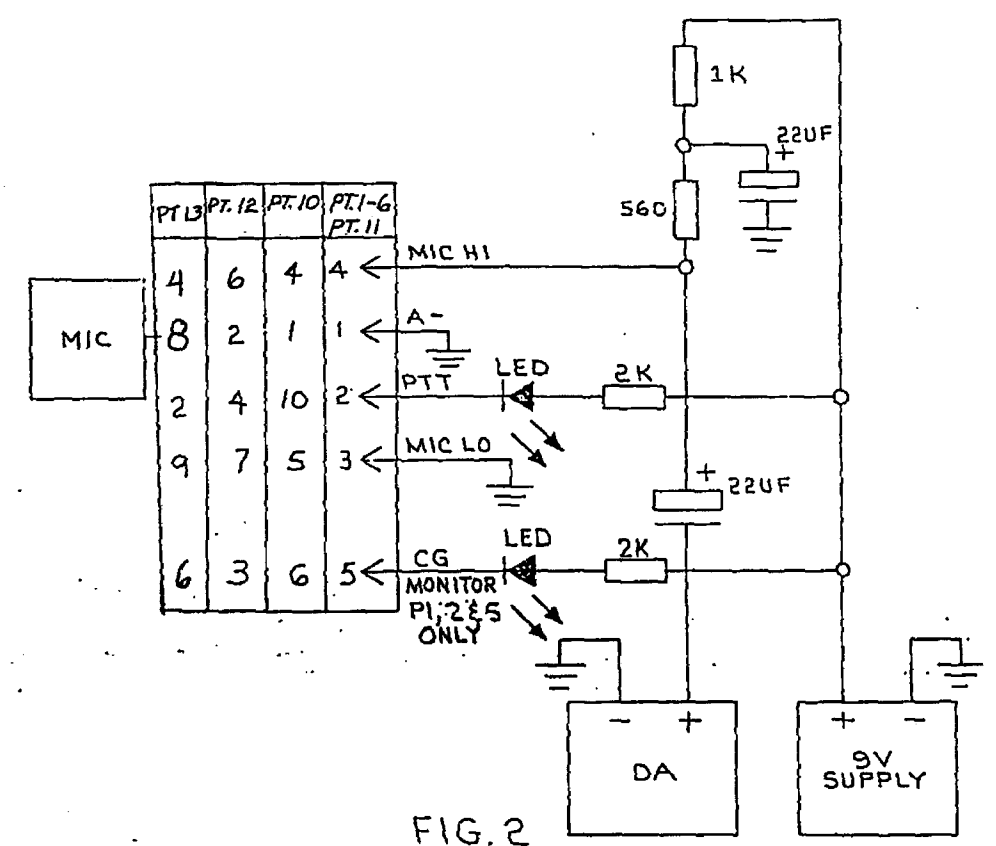 1K
22UF
+
560
PT13 PT.12 PT.10 PT.1-6
PT.11
MIC HI
4 6 4 4
MIC
A-
8 2 1 1
LED
2K
PTT
2 4 10 2
MIC LO
9 7 5 3
+
22UF
LED
2K
CG
6 3 6 5
MONITOR
P1, 2 & 5
ONLY
- +
DA
+ -
9V
SUPPLY
FIG. 2